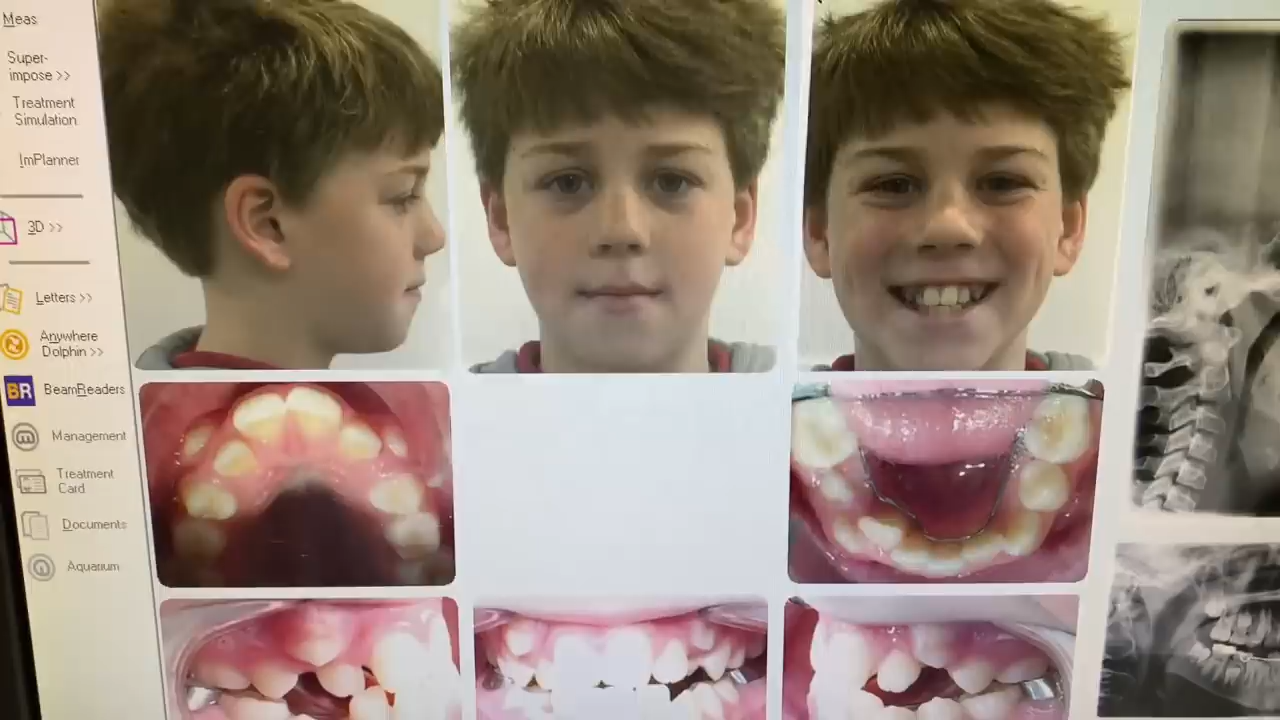 Meas
Super-
impose >>
Treatment
Simulation
ImPlanner
3D >>
Letters >>
Anywhere
Dolphin >>
BR
BeamReaders
Management
Treatment
Card
Documents
Aquarium